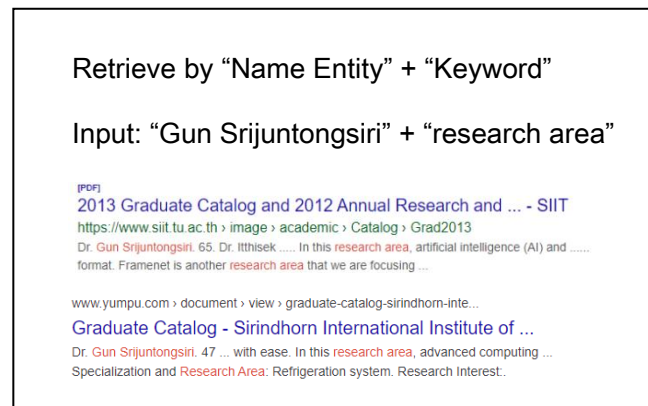 Retrieve by “Name Entity” + “Keyword”
Input: “Gun Srijuntongsiri” + “research area”
[PDF]
2013 Graduate Catalog and 2012 Annual Research and ... - SIIT
https://www.siit.tu.ac.th › image › academic › Catalog › Grad2013
Dr. Gun Srijuntongsiri. 65. Dr. Itthisek ..... In this research area, artificial intelligence (AI) and ......
format. Framenet is another research area that we are focusing ...
www.yumpu.com › document › view › graduate-catalog-sirindhorn-inte...
Graduate Catalog - Sirindhorn International Institute of ...
Dr. Gun Srijuntongsiri. 47 ... with ease. In this research area, advanced computing ...
Specialization and Research Area: Refrigeration system. Research Interest:.